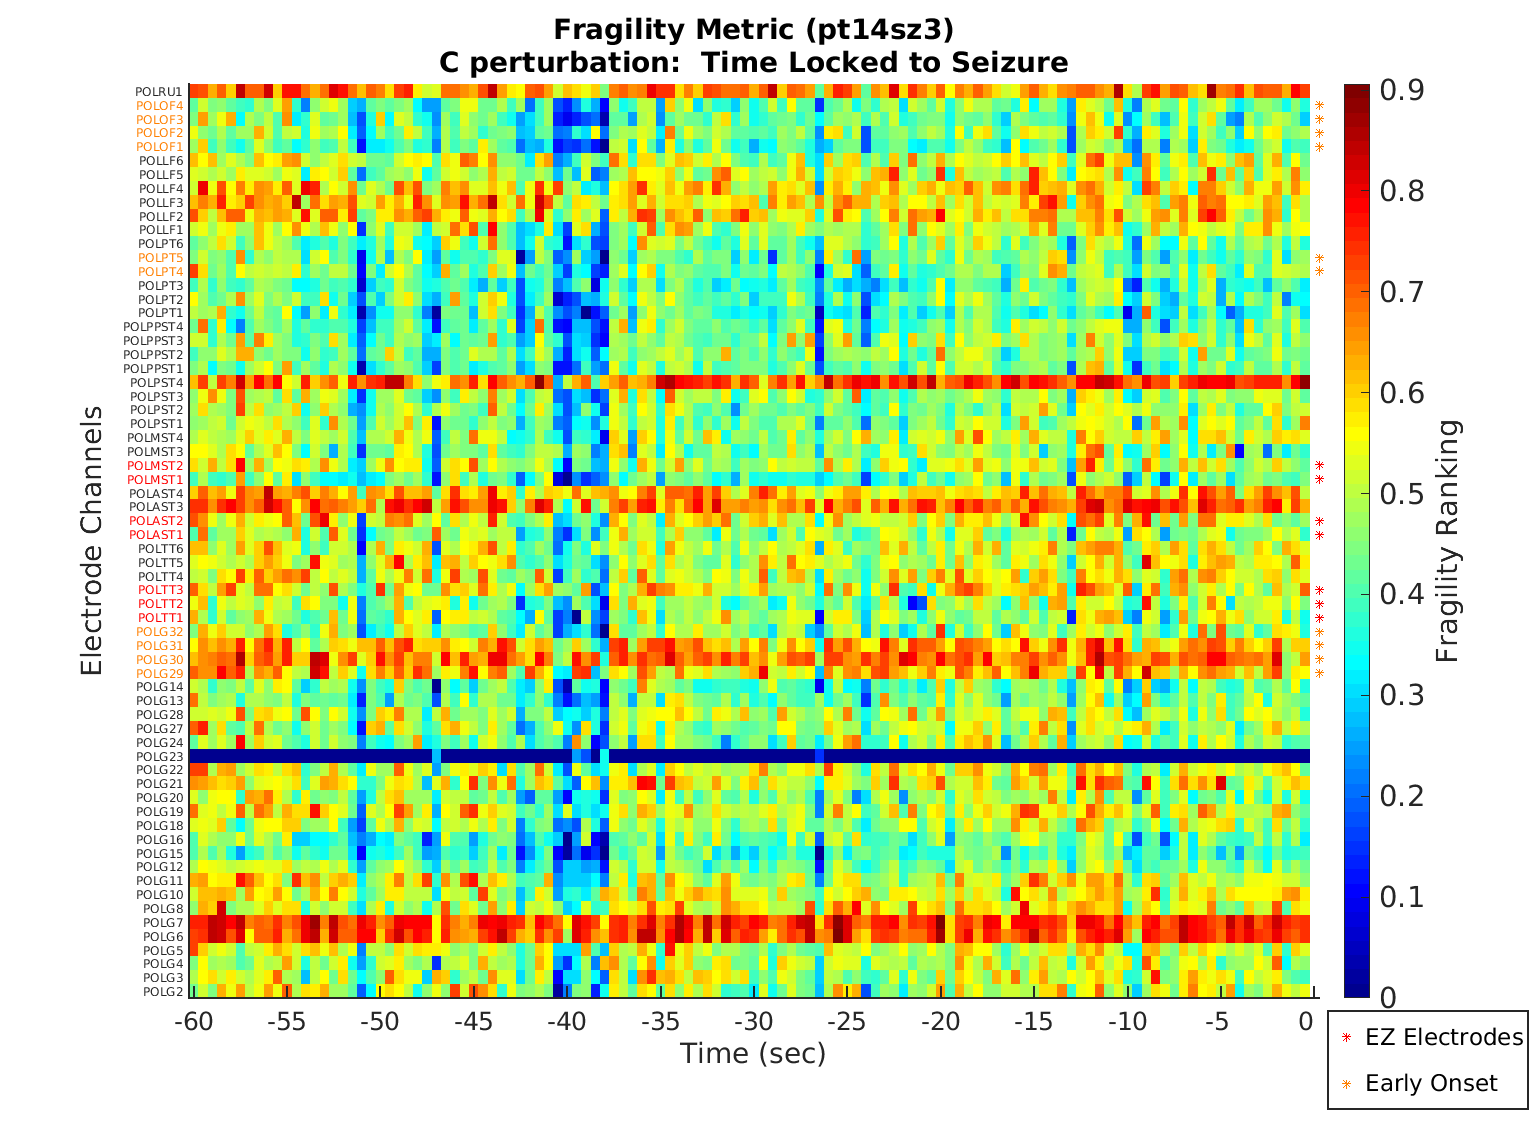 Fragility Metric (pt14sz3)
C perturbation:  Time Locked to Seizure
Electrode Channels
POLRU1
POLOF4
POLOF3
POLOF2
POLOF1
POLLF6
POLLF5
POLLF4
POLLF3
POLLF2
POLLF1
POLPT6
POLPT5
POLPT4
POLPT3
POLPT2
POLPT1
POLPPST4
POLPPST3
POLPPST2
POLPPST1
POLPST4
POLPST3
POLPST2
POLPST1
POLMST4
POLMST3
POLMST2
POLMST1
POLAST4
POLAST3
POLAST2
POLAST1
POLTT6
POLTT5
POLTT4
POLTT3
POLTT2
POLTT1
POLG32
POLG31
POLG30
POLG29
POLG14
POLG13
POLG28
POLG27
POLG24
POLG23
POLG22
POLG21
POLG20
POLG19
POLG18
POLG16
POLG15
POLG12
POLG11
POLG10
POLG8
POLG7
POLG6
POLG5
POLG4
POLG3
POLG2
-60 -55 -50 -45 -40 -35 -30 -25 -20 -15 -10 -5 0
Time (sec)
0.9
0.8
0.7
0.6
0.5
0.4
0.3
0.2
0.1
0
Fragility Ranking
EZ Electrodes
Early Onset